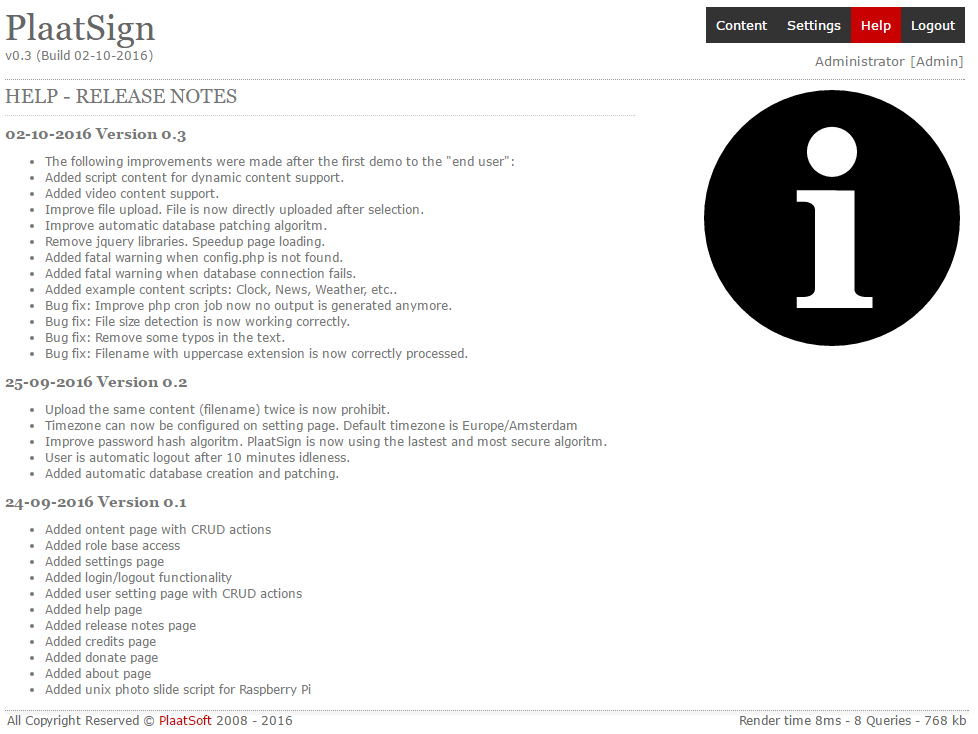 PlaatSign
v0.3 (Build 02-10-2016)
Content Settings Help Logout
Administrator [Admin]
HELP - RELEASE NOTES
02-10-2016 Version 0.3
• The following improvements were made after the first demo to the "end user":
• Added script content for dynamic content support.
• Added video content support.
• Improve file upload. File is now directly uploaded after selection.
• Improve automatic database patching algoritm.
• Remove jquery libraries. Speedup page loading.
• Added fatal warning when config.php is not found.
• Added fatal warning when database connection fails.
• Added example content scripts: Clock, News, Weather, etc..
• Bug fix: Improve php cron job now no output is generated anymore.
• Bug fix: File size detection is now working correctly.
• Bug fix: Remove some typos in the text.
• Bug fix: Filename with uppercase extension is now correctly processed.
25-09-2016 Version 0.2
• Upload the same content (filename) twice is now prohibit.
• Timezone can now be configured on setting page. Default timezone is Europe/Amsterdam
• Improve password hash algoritm. PlaatSign is now using the lastest and most secure algoritm.
• User is automatic logout after 10 minutes idleness.
• Added automatic database creation and patching.
24-09-2016 Version 0.1
• Added ontent page with CRUD actions
• Added role base access
• Added settings page
• Added login/logout functionality
• Added user setting page with CRUD actions
• Added help page
• Added release notes page
• Added credits page
• Added donate page
• Added about page
• Added unix photo slide script for Raspberry Pi
All Copyright Reserved © PlaatSoft 2008 - 2016
Render time 8ms - 8 Queries - 768 kb